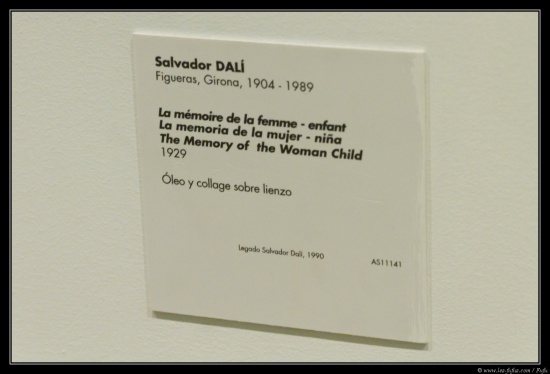 Salvador DALÍ
Figueras, Girona, 1904 - 1989
La mémoire de la femme - enfant
La memoria de la mujer - niña
The Memory of the Woman Child
1929
Óleo y collage sobre lienzo
Legado Salvador Dalí, 1990
AS11141